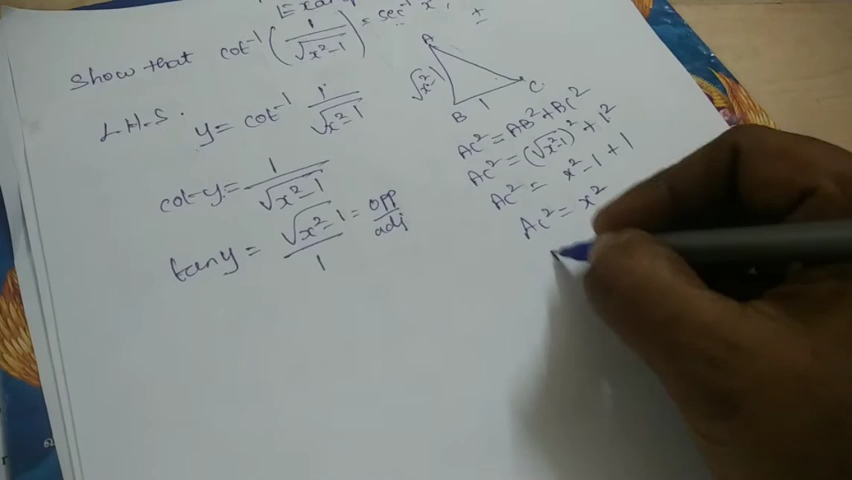 Show that cot⁻¹(1/√(x²-1)) = sec⁻¹ x,
±
L.H.S. y = cot⁻¹ 1/√(x²-1)
cot y = 1/√(x²-1)
tan y = √(x²-1)/1 = opp/adj
A
√(x²-1)
B 1 C
AC² = AB² + BC²
AC² = (√(x²-1))² + 1²
AC² = x² - 1 + 1
AC² = x²